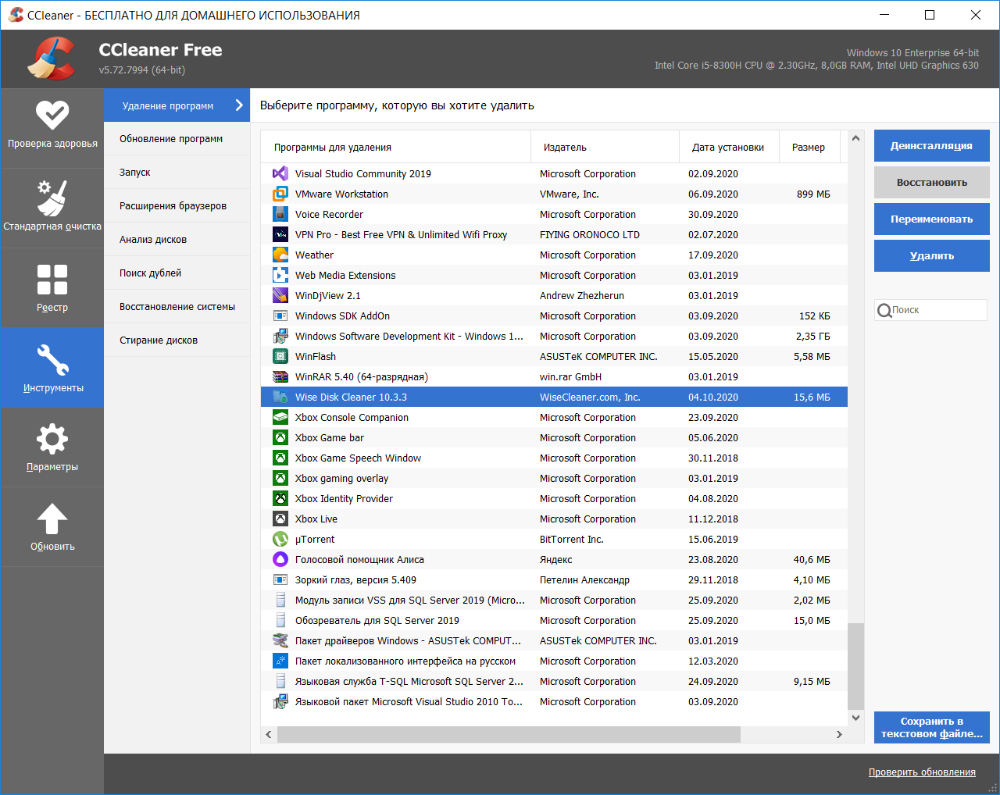 CCleaner - БЕСПЛАТНО ДЛЯ ДОМАШНЕГО ИСПОЛЬЗОВАНИЯ
CCleaner Free
v5.72.7994 (64-bit)
Windows 10 Enterprise 64-bit
Intel Core i5-8300H CPU @ 2.30GHz, 8,0GB RAM, Intel UHD Graphics 630
Проверка здоровья
Стандартная очистка
Реестр
Инструменты
Параметры
Обновить
Удаление программ
Обновление программ
Запуск
Расширения браузеров
Анализ дисков
Поиск дублей
Восстановление системы
Стирание дисков
Выберите программу, которую вы хотите удалить
Программы для удаления Издатель Дата установки Размер
Visual Studio Community 2019 Microsoft Corporation 02.09.2020
VMware Workstation VMware, Inc. 06.09.2020 899 МБ
Voice Recorder Microsoft Corporation 30.09.2020
VPN Pro - Best Free VPN & Unlimited Wifi Proxy FIYING ORONOCO LTD 02.07.2020
Weather Microsoft Corporation 17.09.2020
Web Media Extensions Microsoft Corporation 03.01.2019
WinDjView 2.1 Andrew Zhezherun 03.01.2019
Windows SDK AddOn Microsoft Corporation 03.09.2020 152 КБ
Windows Software Development Kit - Windows 1... Microsoft Corporation 03.09.2020 2,35 ГБ
WinFlash ASUSTeK COMPUTER INC. 15.05.2020 5,58 МБ
WinRAR 5.40 (64-разрядная) win.rar GmbH 03.01.2019
Wise Disk Cleaner 10.3.3 WiseCleaner.com, Inc. 04.10.2020 15,6 МБ
Xbox Console Companion Microsoft Corporation 23.09.2020
Xbox Game bar Microsoft Corporation 05.06.2020
Xbox Game Speech Window Microsoft Corporation 30.11.2018
Xbox gaming overlay Microsoft Corporation 03.01.2019
Xbox Identity Provider Microsoft Corporation 04.08.2020
Xbox Live Microsoft Corporation 11.12.2018
µTorrent BitTorrent Inc. 15.06.2019
Голосовой помощник Алиса Яндекс 23.08.2020 40,6 МБ
Зоркий глаз, версия 5.409 Петелин Александр 29.11.2018 4,10 МБ
Модуль записи VSS для SQL Server 2019 (Micro... Microsoft Corporation 25.09.2020 2,02 МБ
Обозреватель для SQL Server 2019 Microsoft Corporation 25.09.2020 15,0 МБ
Пакет драйверов Windows - ASUSTek COMPUT... ASUSTek COMPUTER INC. 03.01.2019
Пакет локализованного интерфейса на русском Microsoft Corporation 12.03.2020
Языковая служба T-SQL Microsoft SQL Server 2... Microsoft Corporation 24.09.2020 9,15 МБ
Языковой пакет Microsoft Visual Studio 2010 To... Microsoft Corporation 03.09.2020
Деинсталляция
Восстановить
Переименовать
Удалить
Поиск
Сохранить в
текстовом файле...
Проверить обновления